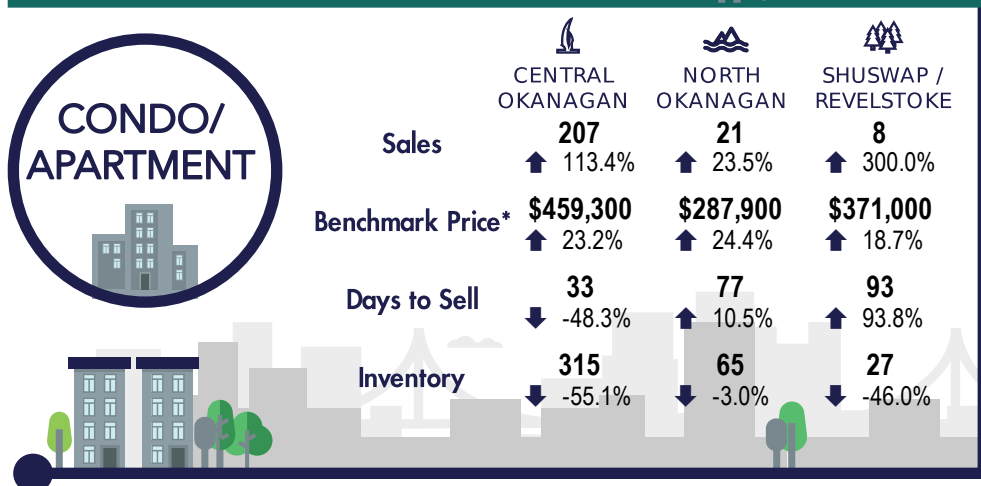 CONDO/
APARTMENT
CENTRAL
OKANAGAN
NORTH
OKANAGAN
SHUSWAP /
REVELSTOKE
Sales
207
113.4%
21
23.5%
8
300.0%
Benchmark Price*
$459,300
23.2%
$287,900
24.4%
$371,000
18.7%
Days to Sell
33
-48.3%
77
10.5%
93
93.8%
Inventory
315
-55.1%
65
-3.0%
27
-46.0%